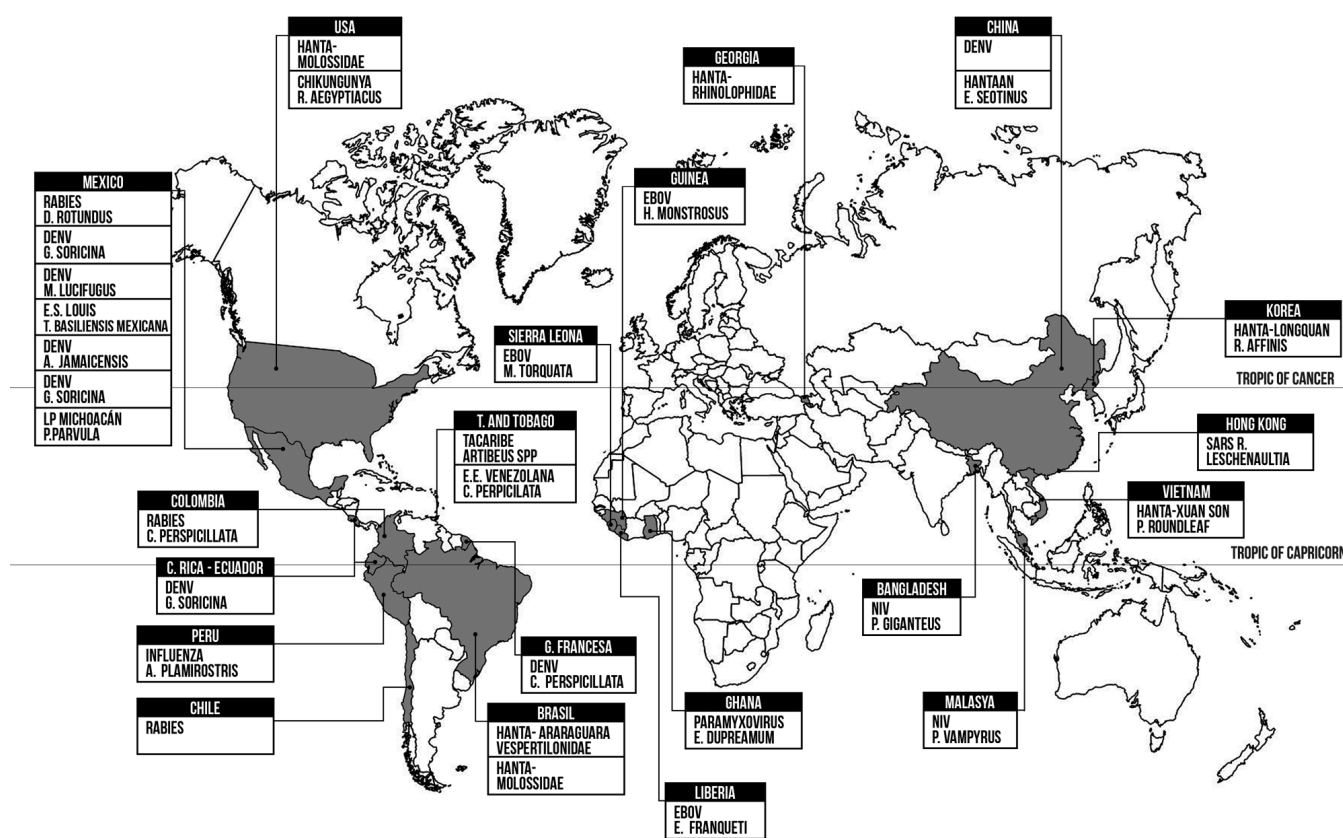 USA
HANTA-
MOLOSSIDAE
CHIKUNGUNYA
R. AEGYPTIACUS
GEORGIA
HANTA-
RHINOLOPHIDAE
CHINA
DENV
HANTAAN
E. SEOTINUS
MEXICO
RABIES
D. ROTUNDUS
DENV
G. SORICINA
DENV
M. LUCIFUGUS
E.S. LOUIS
T. BASILIENSIS MEXICANA
DENV
A. JAMAICENSIS
DENV
G. SORICINA
I.P MICHOACÁN
P.PARVULA
GUINEA
EBOV
H. MONSTROSUS
SIERRA LEONA
EBOV
M. TORQUATA
KOREA
HANTA-LONGQUAN
R. AFFINIS
TROPIC OF CANCER
T. AND TOBAGO
TACARIBE
ARTIBEUS SPP
E.E. VENEZOLANA
C. PERPICILATA
HONG KONG
SARS R.
LESCHENAULTIA
COLOMBIA
RABIES
C. PERSPICILLATA
VIETNAM
HANTA-XUAN SON
P. ROUNDLEAF
TROPIC OF CAPRICORN
C. RICA - ECUADOR
DENV
G. SORICINA
BANGLADESH
NIV
P. GIGANTEUS
PERU
INFLUENZA
A. PLAMIROSTRIS
G. FRANCESA
DENV
C. PERSPICILLATA
CHILE
RABIES
BRASIL
HANTA- ARARAGUARA
VESPERTILONIDAE
HANTA-
MOLOSSIDAE
GHANA
PARAMYXOVIRUS
E. DUPREAMUM
MALASYA
NIV
P. VAMPYRUS
LIBERIA
EBOV
E. FRANQUETI